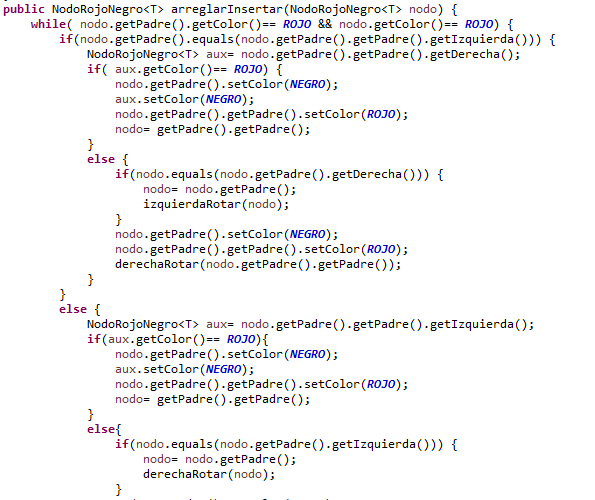 public NodoRojoNegro<T> arreglarInsertar(NodoRojoNegro<T> nodo) {
while( nodo.getPadre().getColor()== ROJO && nodo.getColor()== ROJO) {
if(nodo.getPadre().equals(nodo.getPadre().getPadre().getIzquierda())) {
NodoRojoNegro<T> aux= nodo.getPadre().getPadre().getDerecha();
if( aux.getColor()== ROJO) {
nodo.getPadre().setColor(NEGRO);
aux.setColor(NEGRO);
nodo.getPadre().getPadre().setColor(ROJO);
nodo= getPadre().getPadre();
}
else {
if(nodo.equals(nodo.getPadre().getDerecha())) {
nodo= nodo.getPadre();
izquierdaRotar(nodo);
}
nodo.getPadre().setColor(NEGRO);
nodo.getPadre().getPadre().setColor(ROJO);
derechaRotar(nodo.getPadre().getPadre());
}
}
else {
NodoRojoNegro<T> aux= nodo.getPadre().getPadre().getIzquierda();
if(aux.getColor()== ROJO){
nodo.getPadre().setColor(NEGRO);
aux.setColor(NEGRO);
nodo.getPadre().getPadre().setColor(ROJO);
nodo= getPadre().getPadre();
}
else{
if(nodo.equals(nodo.getPadre().getIzquierda())) {
nodo= nodo.getPadre();
derechaRotar(nodo);
}